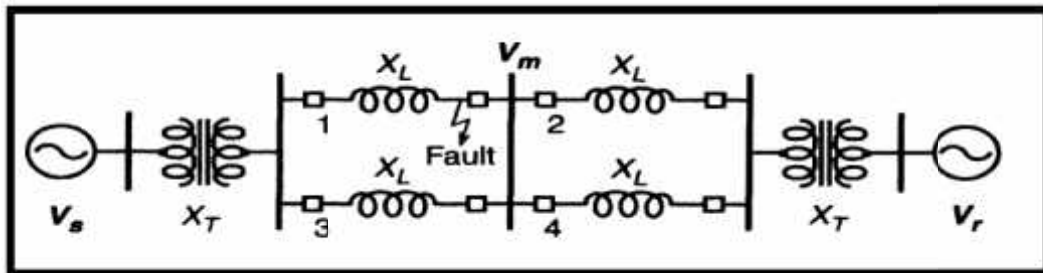 X_L V_m X_L
1 2
Fault
X_L X_L
V_s X_T 3 4 X_T V_r